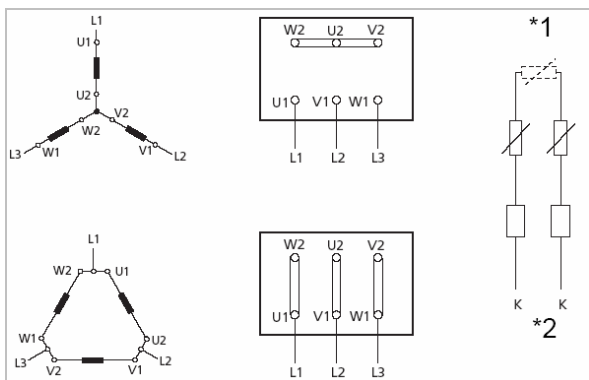 L1
U1
U2
W2 V2
L3 W1 V1 L2
W2 U2 V2
U1 V1 W1
L1 L2 L3
*1
K K
*2
L1
W2 U1
W1 U2
L3 V2 V1 L2
W2 U2 V2
U1 V1 W1
L1 L2 L3